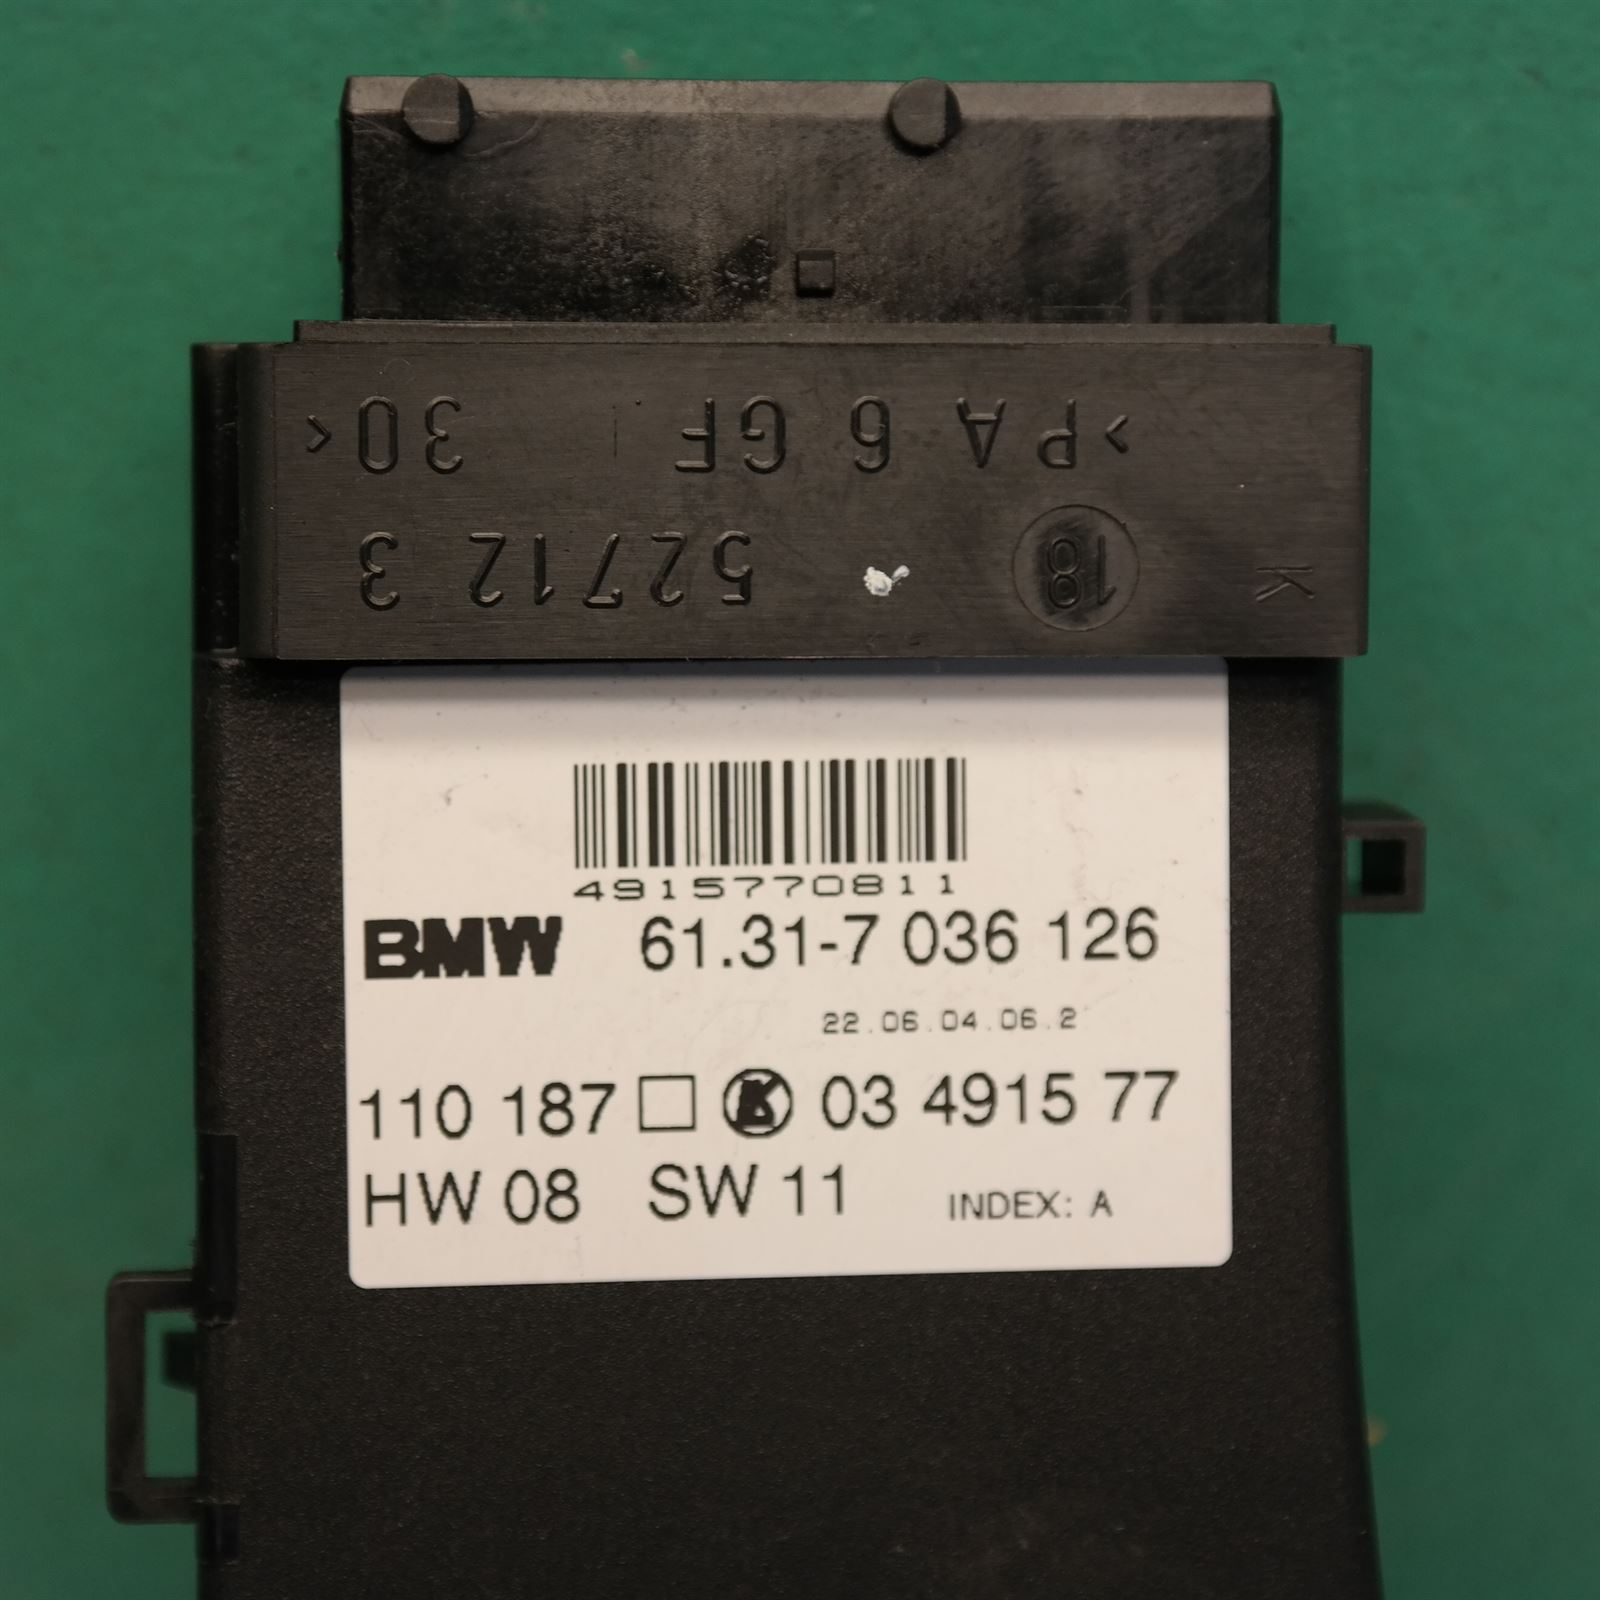 >PA 6 GF 30<
K 18 52712 3
4915770811
BMW 61.31-7 036 126
22.06.04.06.2
110 187 03 4915 77
HW 08 SW 11 INDEX: A